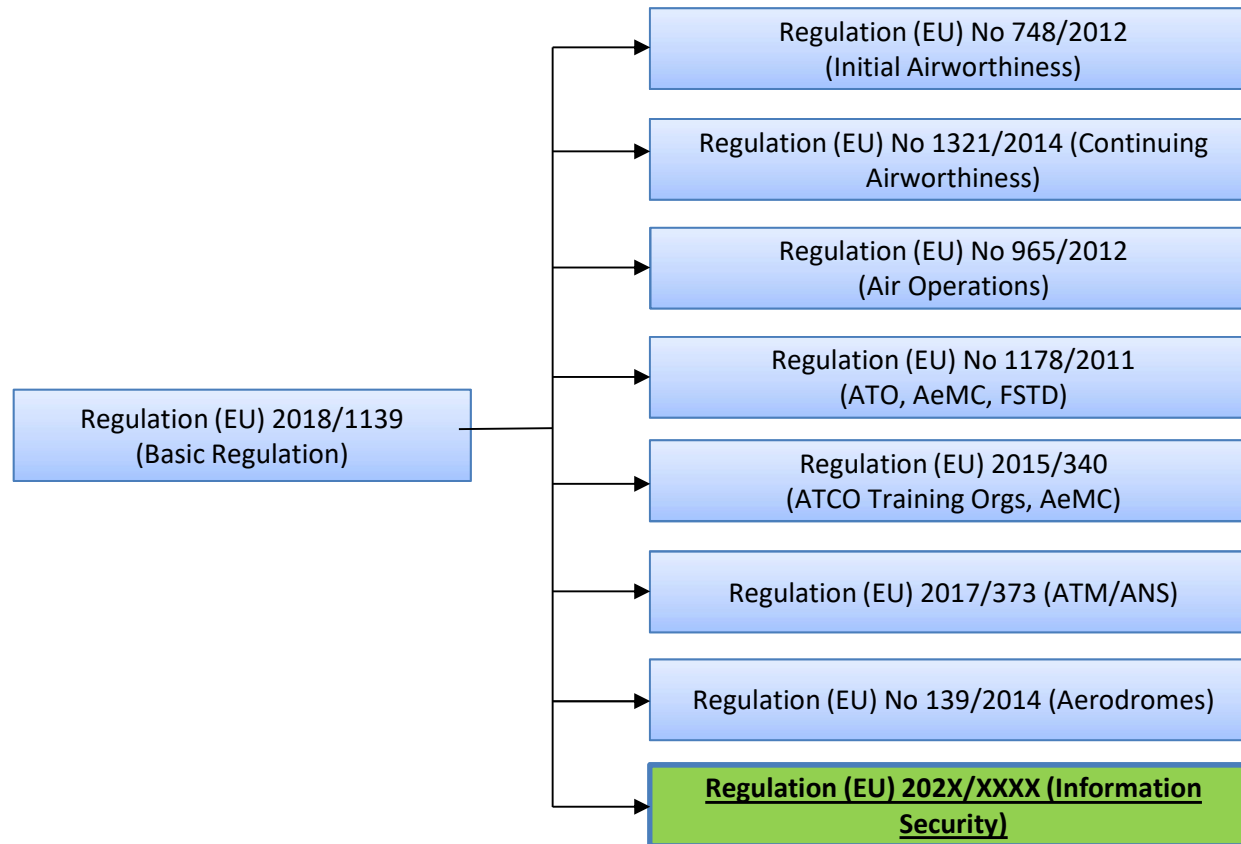 Regulation (EU) No 748/2012
(Initial Airworthiness)
Regulation (EU) No 1321/2014 (Continuing
Airworthiness)
Regulation (EU) No 965/2012
(Air Operations)
Regulation (EU) No 1178/2011
(ATO, AeMC, FSTD)
Regulation (EU) 2018/1139
(Basic Regulation)
Regulation (EU) 2015/340
(ATCO Training Orgs, AeMC)
Regulation (EU) 2017/373 (ATM/ANS)
Regulation (EU) No 139/2014 (Aerodromes)
Regulation (EU) 202X/XXXX (Information
Security)